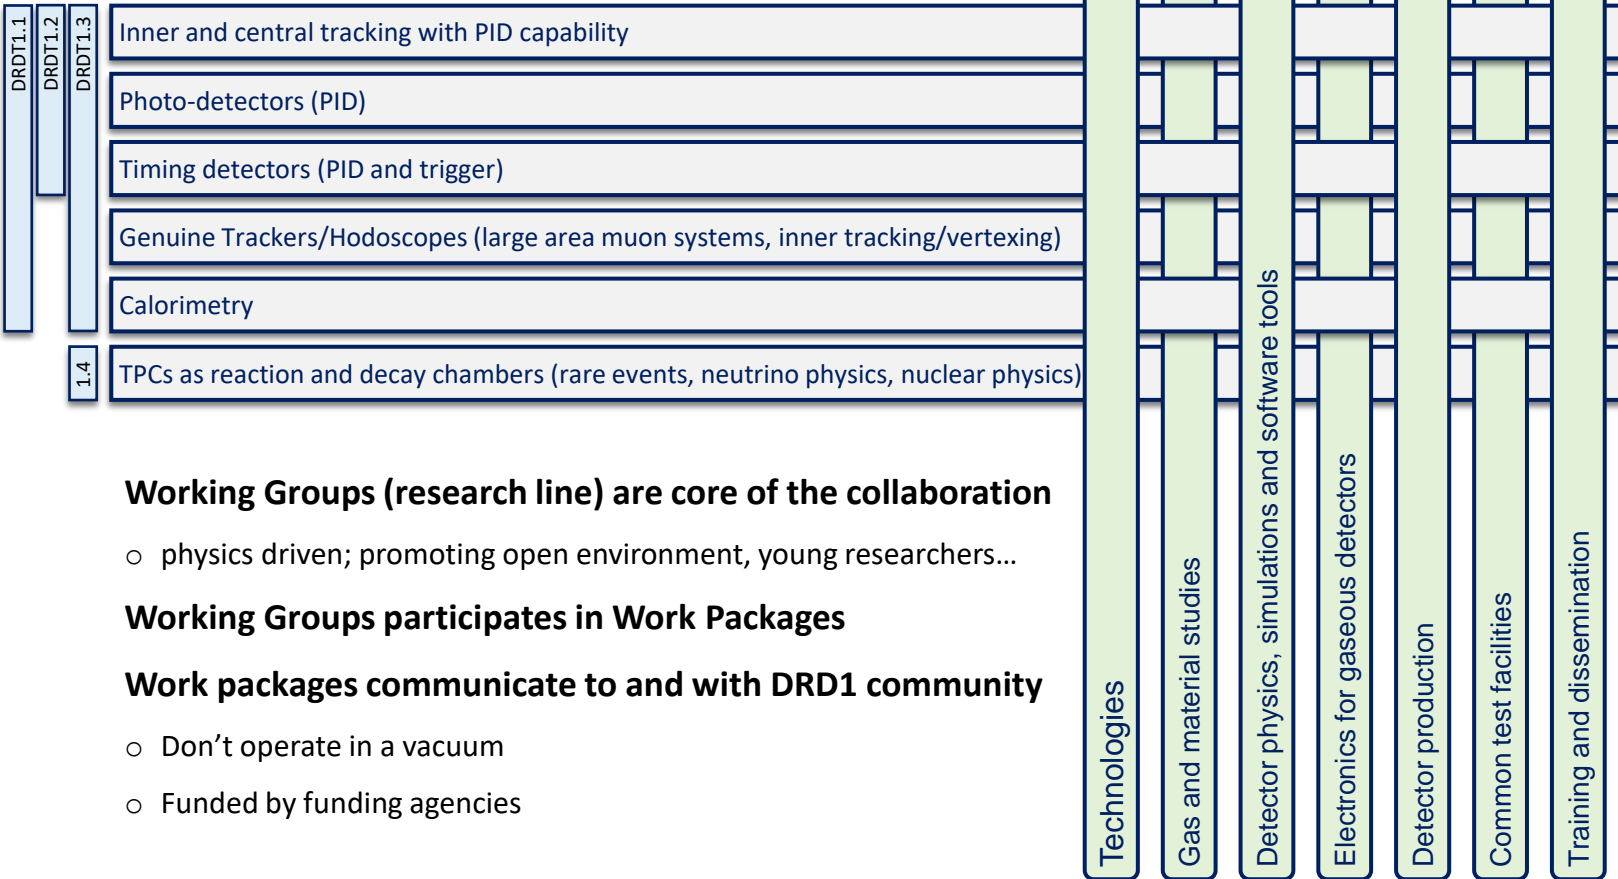 DRDT1.1
DRDT1.2
DRDT1.3
Inner and central tracking with PID capability
Photo-detectors (PID)
Timing detectors (PID and trigger)
Genuine Trackers/Hodoscopes (large area muon systems, inner tracking/vertexing)
Calorimetry
1.4
TPCs as reaction and decay chambers (rare events, neutrino physics, nuclear physics)
Working Groups (research line) are core of the collaboration
o physics driven; promoting open environment, young researchers…
Working Groups participates in Work Packages
Work packages communicate to and with DRD1 community
o Don’t operate in a vacuum
o Funded by funding agencies
Technologies
Gas and material studies
Detector physics, simulations and software tools
Electronics for gaseous detectors
Detector production
Common test facilities
Training and dissemination